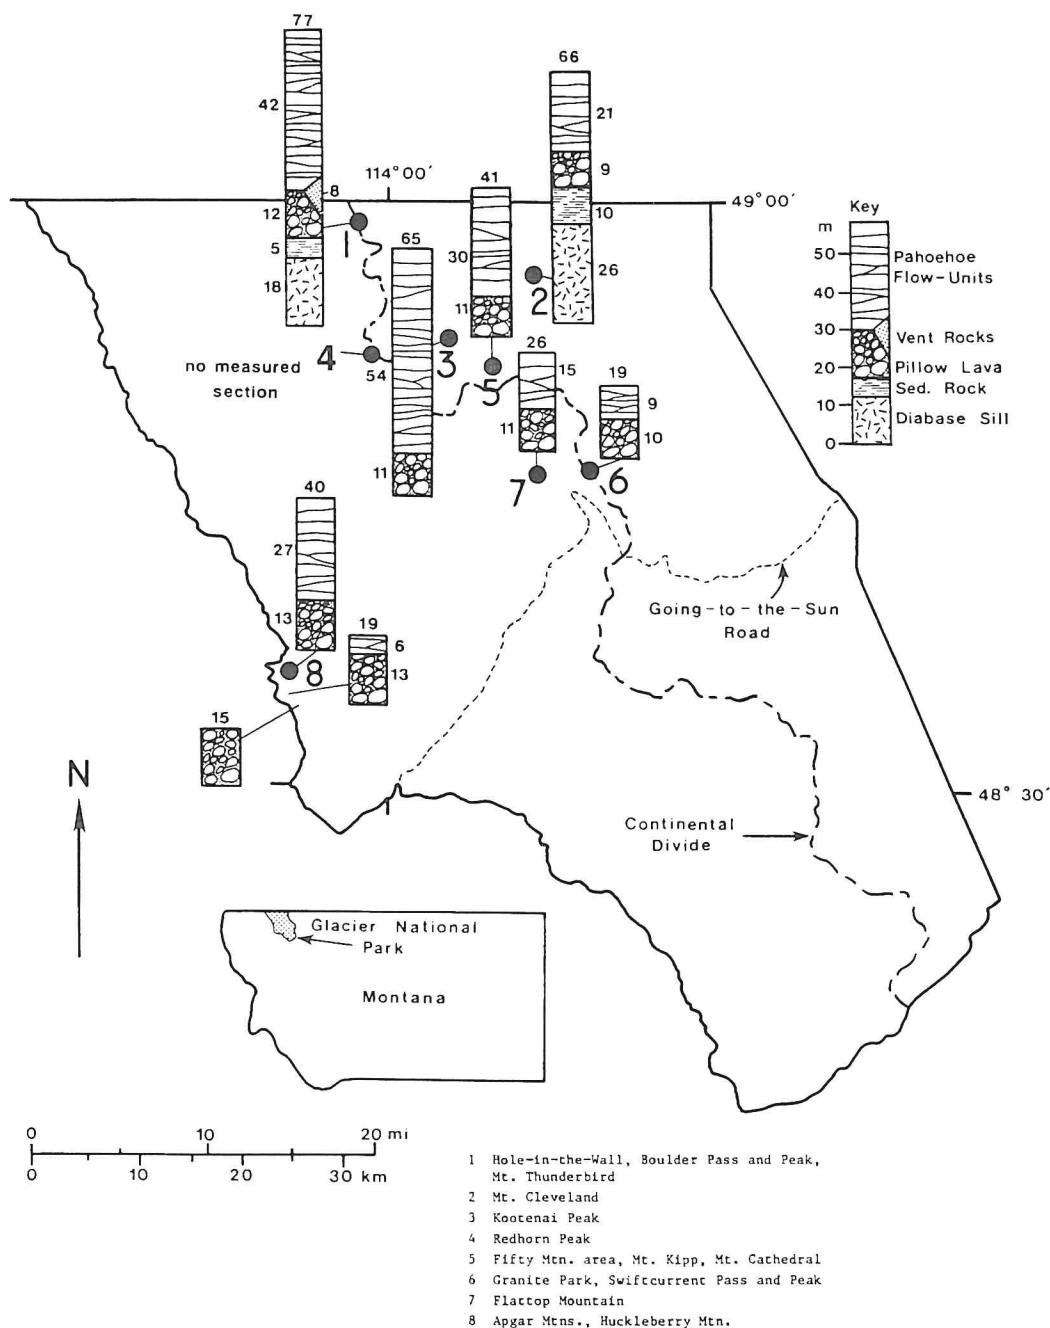 77
42
8
12
5
18
114°00′
66
21
9
10
26
41
30
11
49°00′
Key
m
50
40
30
20
10
0
Pahoehoe
Flow-Units
Vent Rocks
Pillow Lava
Sed. Rock
Diabase Sill
1
2
3
4
5
6
7
8
65
54
11
no measured
section
26
15
11
19
9
10
40
27
13
19
6
13
15
N
Going-to-the-Sun
Road
48° 30′
Continental
Divide
Glacier National
Park
Montana
0 10 20 mi
0 10 20 30 km
1 Hole-in-the-Wall, Boulder Pass and Peak,
Mt. Thunderbird
2 Mt. Cleveland
3 Kootenai Peak
4 Redhorn Peak
5 Fifty Mtn. area, Mt. Kipp, Mt. Cathedral
6 Granite Park, Swiftcurrent Pass and Peak
7 Flattop Mountain
8 Apgar Mtns., Huckleberry Mtn.